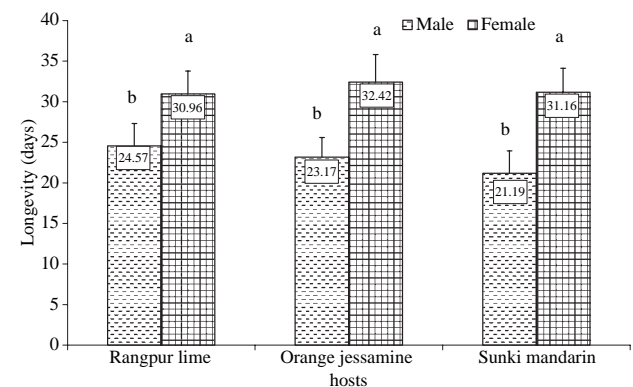 40
35
30
25
20
15
10
5
0
Longevity (days)
Male Female
b
a
b
a
b
a
24.57
30.96
23.17
32.42
21.19
31.16
Rangpur lime Orange jessamine Sunki mandarin
hosts